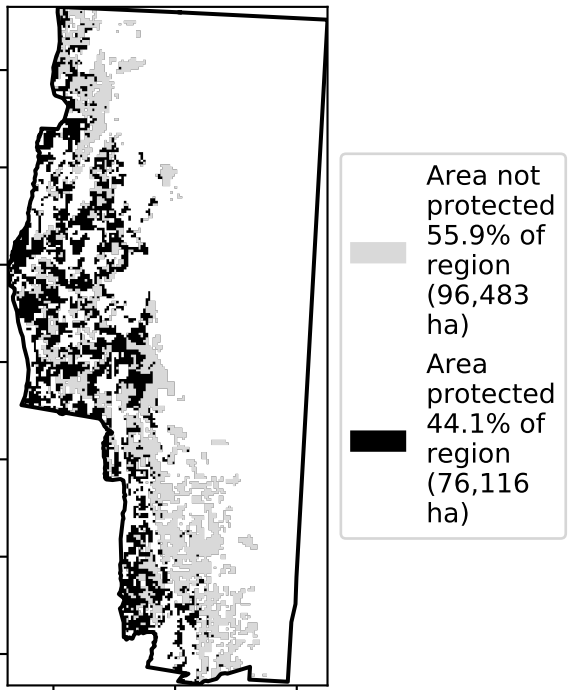 Area not
protected
55.9% of
region
(96,483
ha)
Area
protected
44.1% of
region
(76,116
ha)